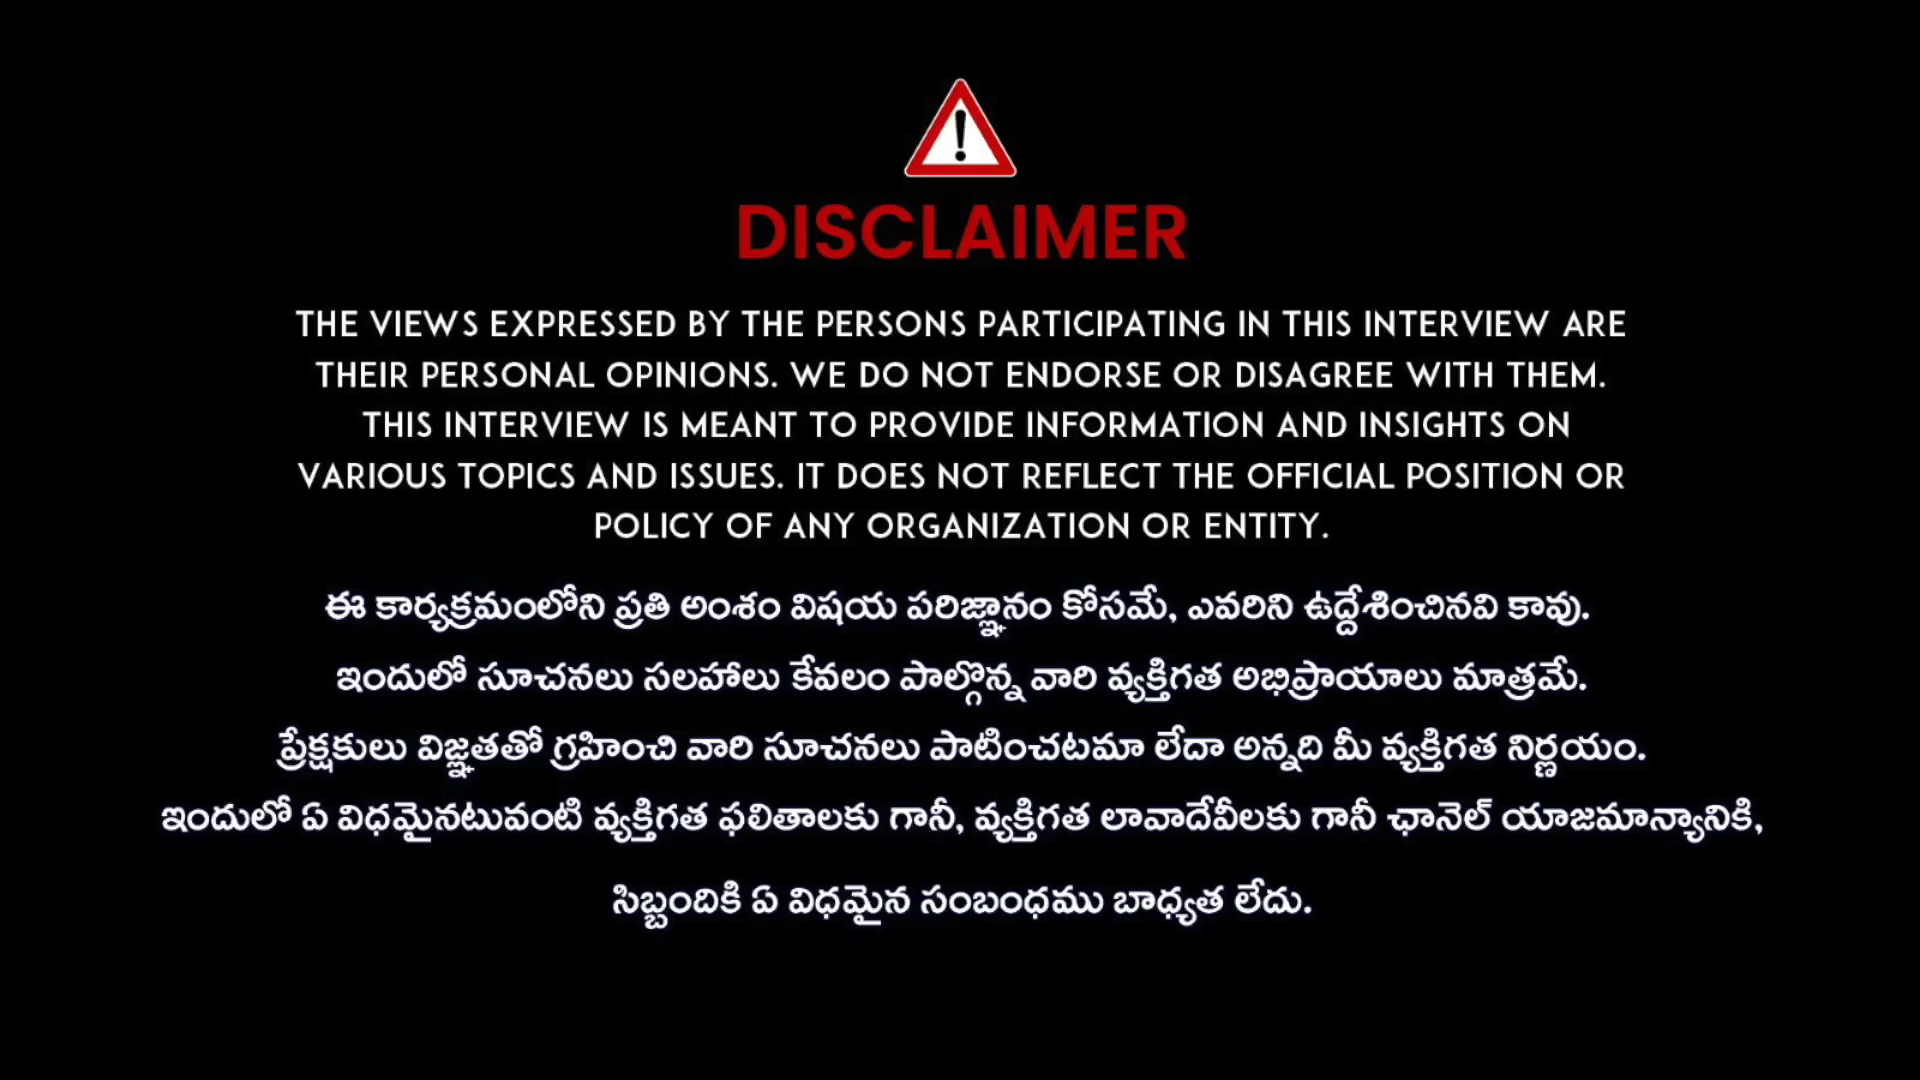 DISCLAIMER
THE VIEWS EXPRESSED BY THE PERSONS PARTICIPATING IN THIS INTERVIEW ARE
THEIR PERSONAL OPINIONS. WE DO NOT ENDORSE OR DISAGREE WITH THEM.
THIS INTERVIEW IS MEANT TO PROVIDE INFORMATION AND INSIGHTS ON
VARIOUS TOPICS AND ISSUES. IT DOES NOT REFLECT THE OFFICIAL POSITION OR
POLICY OF ANY ORGANIZATION OR ENTITY.
ఈ కార్యక్రమంలోని ప్రతి అంశం విషయ పరిజ్ఞానం కోసమే, ఎవరిని ఉద్దేశించినవి కావు.
ఇందులో సూచనలు సలహాలు కేవలం పాల్గొన్న వారి వ్యక్తిగత అభిప్రాయాలు మాత్రమే.
ప్రేక్షకులు విజ్ఞతతో గ్రహించి వారి సూచనలు పాటించటమా లేదా అన్నది మీ వ్యక్తిగత నిర్ణయం.
ఇందులో ఏ విధమైనటువంటి వ్యక్తిగత ఫలితాలకు గానీ, వ్యక్తిగత లావాదేవీలకు గానీ ఛానెల్ యాజమాన్యానికి,
సిబ్బందికి ఏ విధమైన సంబంధము బాధ్యత లేదు.